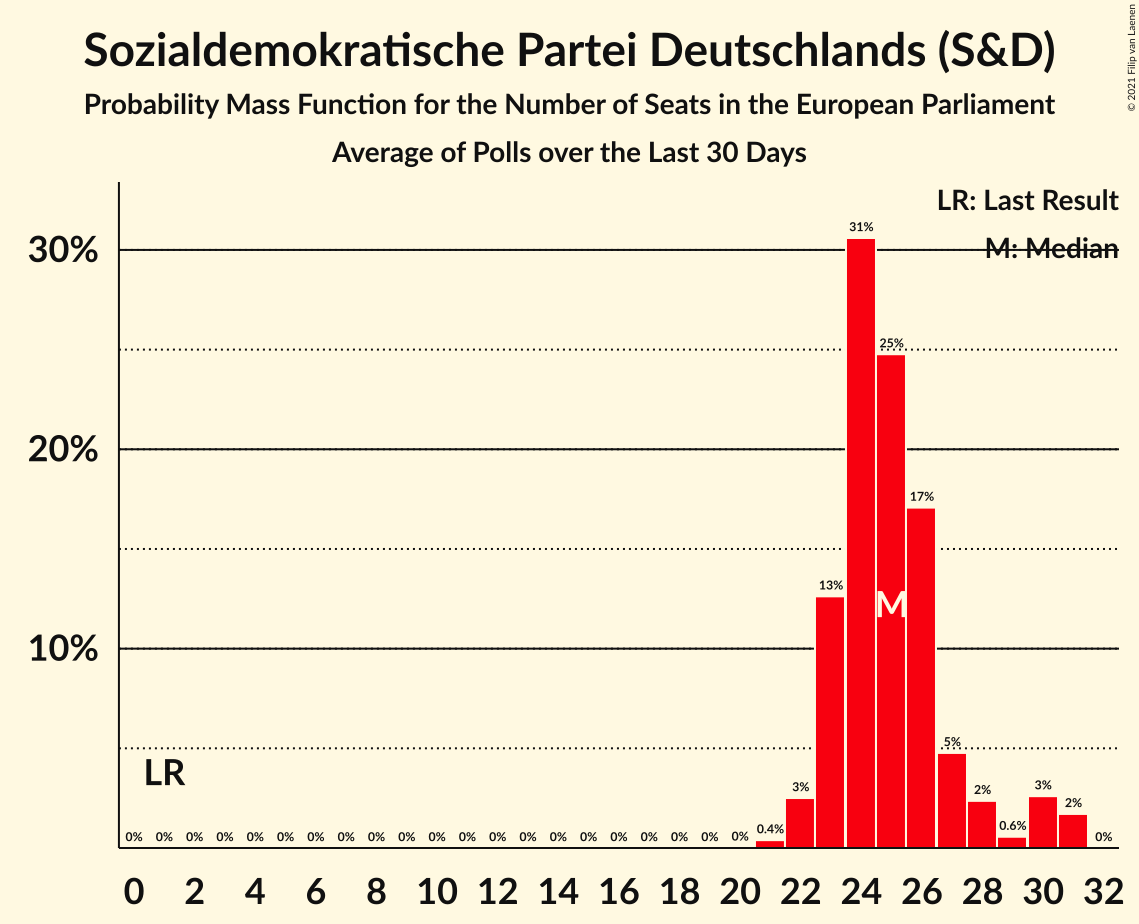 Sozialdemokratische Partei Deutschlands (S&D)
Probability Mass Function for the Number of Seats in the European Parliament
Average of Polls over the Last 30 Days
© 2021 Filip van Laenen
LR: Last Result
M: Median
30%
20%
10%
31%
25%
17%
13%
M
5%
LR
3%
2%
3%
2%
0% 0% 0% 0% 0% 0% 0% 0% 0% 0% 0% 0% 0% 0% 0% 0% 0% 0% 0% 0% 0% 0.4% 0.6% 0%
0 2 4 6 8 10 12 14 16 18 20 22 24 26 28 30 32